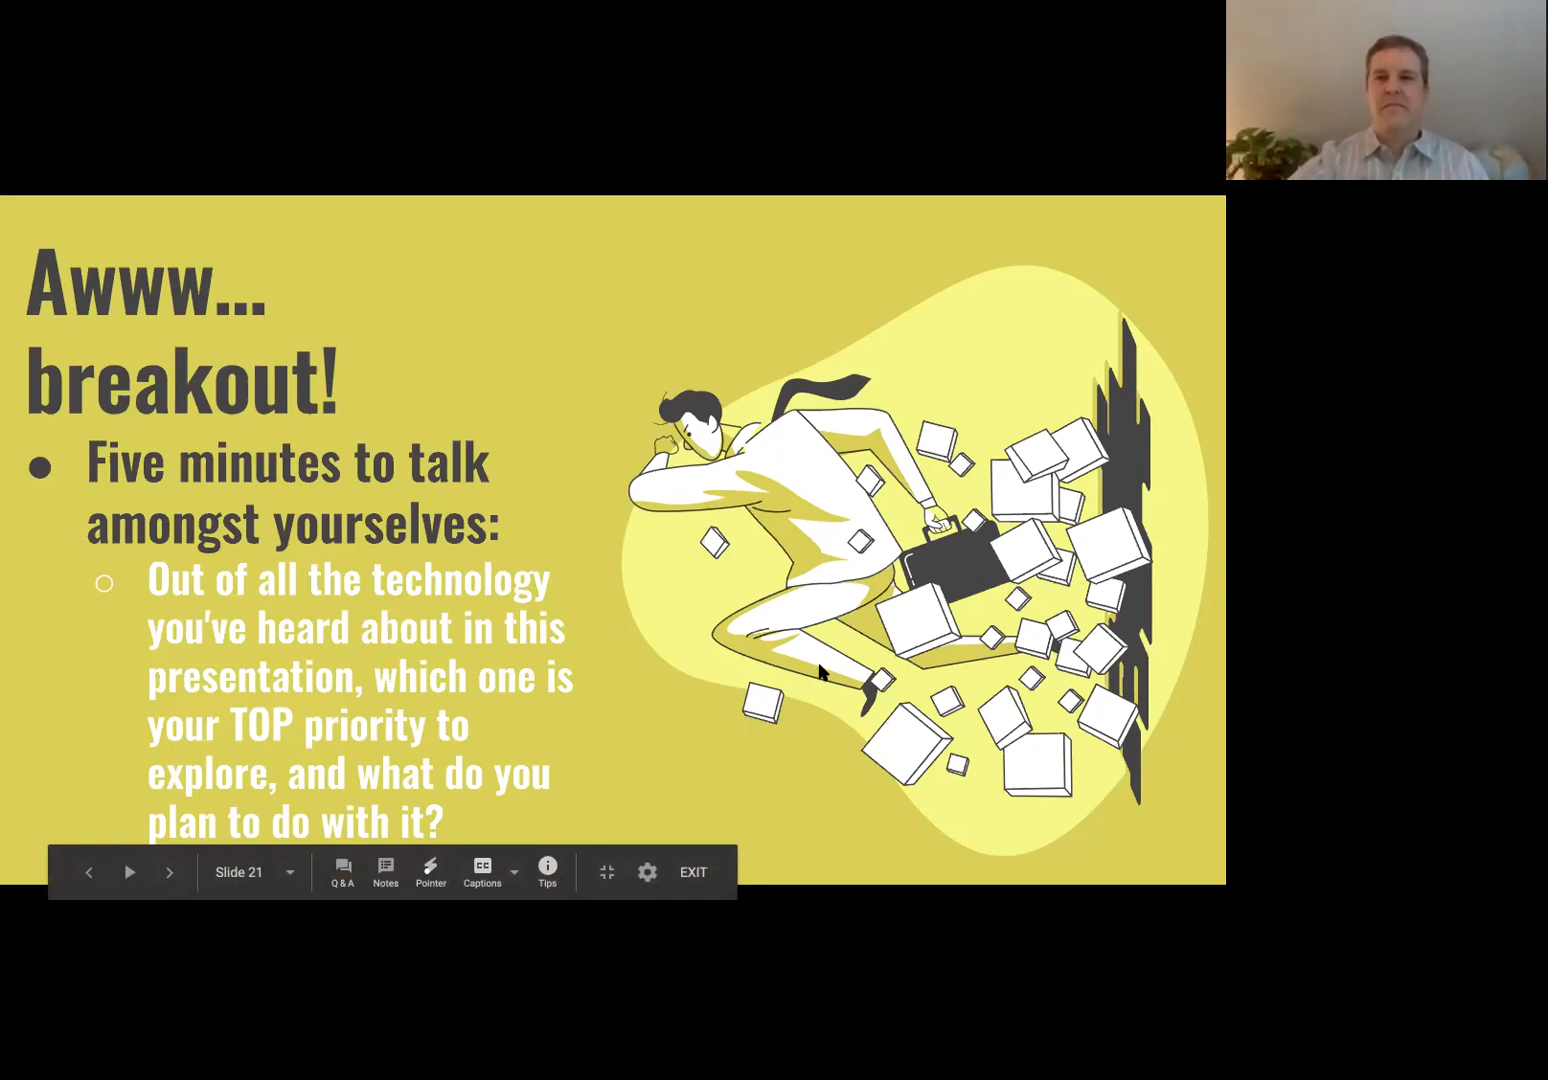 Awww...
breakout!
● Five minutes to talk
amongst yourselves:
○ Out of all the technology
you've heard about in this
presentation, which one is
your TOP priority to
explore, and what do you
plan to do with it?
Slide 21
Q & A
Notes
Pointer
Captions
Tips
EXIT